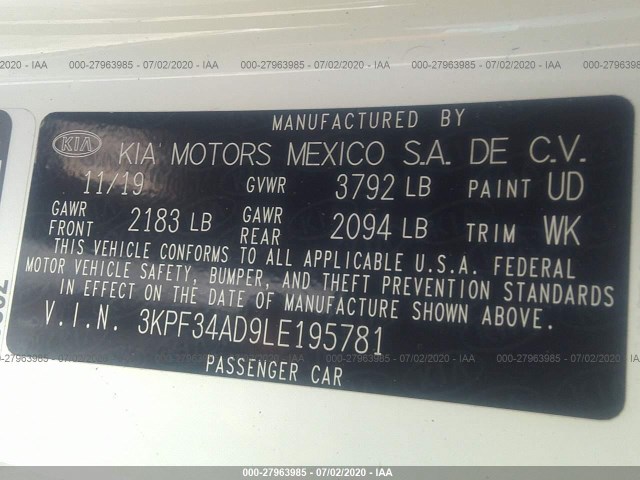 000-27963985 - 07/02/2020 - IAA
MANUFACTURED BY
KIA KIA MOTORS MEXICO S.A. DE C.V.
11/19 GVWR 3792 LB PAINT UD
GAWR FRONT 2183 LB GAWR REAR 2094 LB TRIM WK
THIS VEHICLE CONFORMS TO ALL APPLICABLE U.S.A. FEDERAL
MOTOR VEHICLE SAFETY, BUMPER, AND THEFT PREVENTION STANDARDS
IN EFFECT ON THE DATE OF MANUFACTURE SHOWN ABOVE.
V.I.N. 3KPF34AD9LE195781
PASSENGER CAR
000-27963985 - 07/02/2020 - IAA